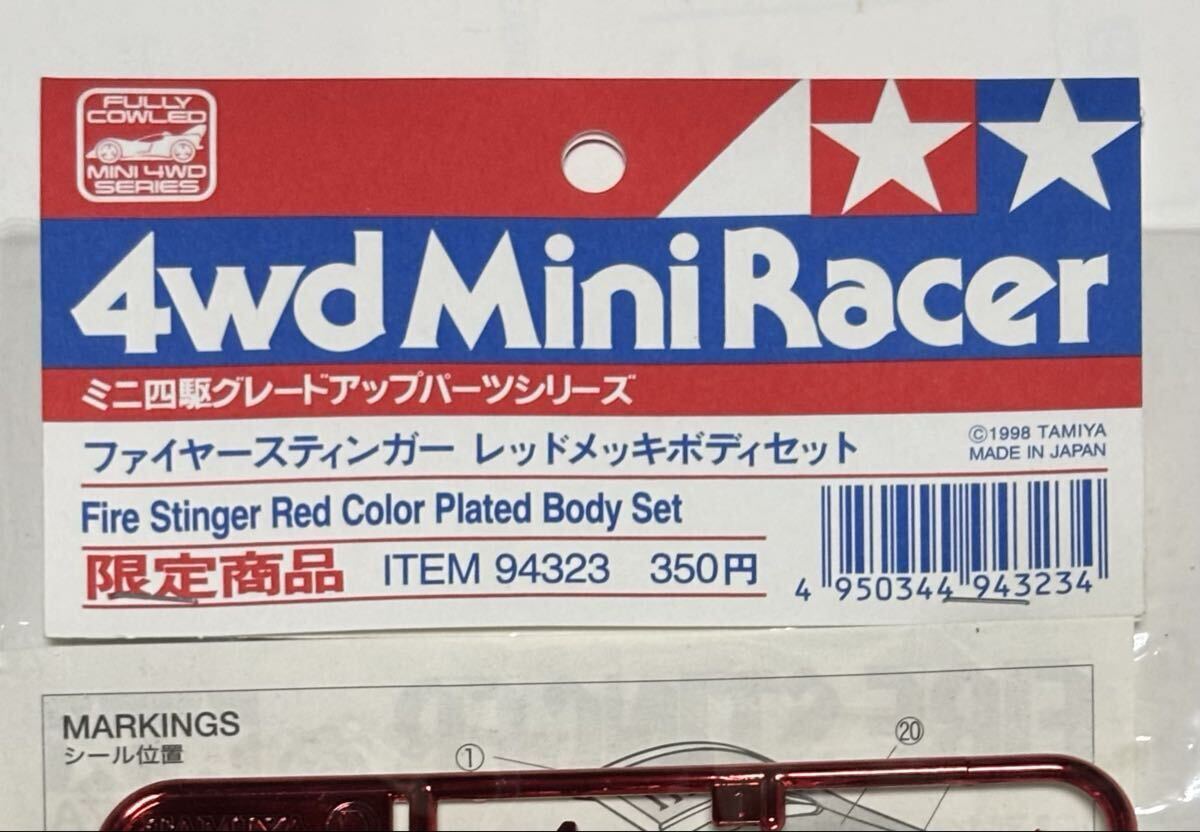 FULLY
COWLED
MINI 4WD
SERIES
4wd Mini Racer
ミニ四駆グレードアップパーツシリーズ
ファイヤースティンガー レッドメッキボディセット
©1998 TAMIYA
MADE IN JAPAN
Fire Stinger Red Color Plated Body Set
限定商品 ITEM 94323 350円
4 950344 943234
MARKINGS
シール位置
①
⑳
TAMIYA